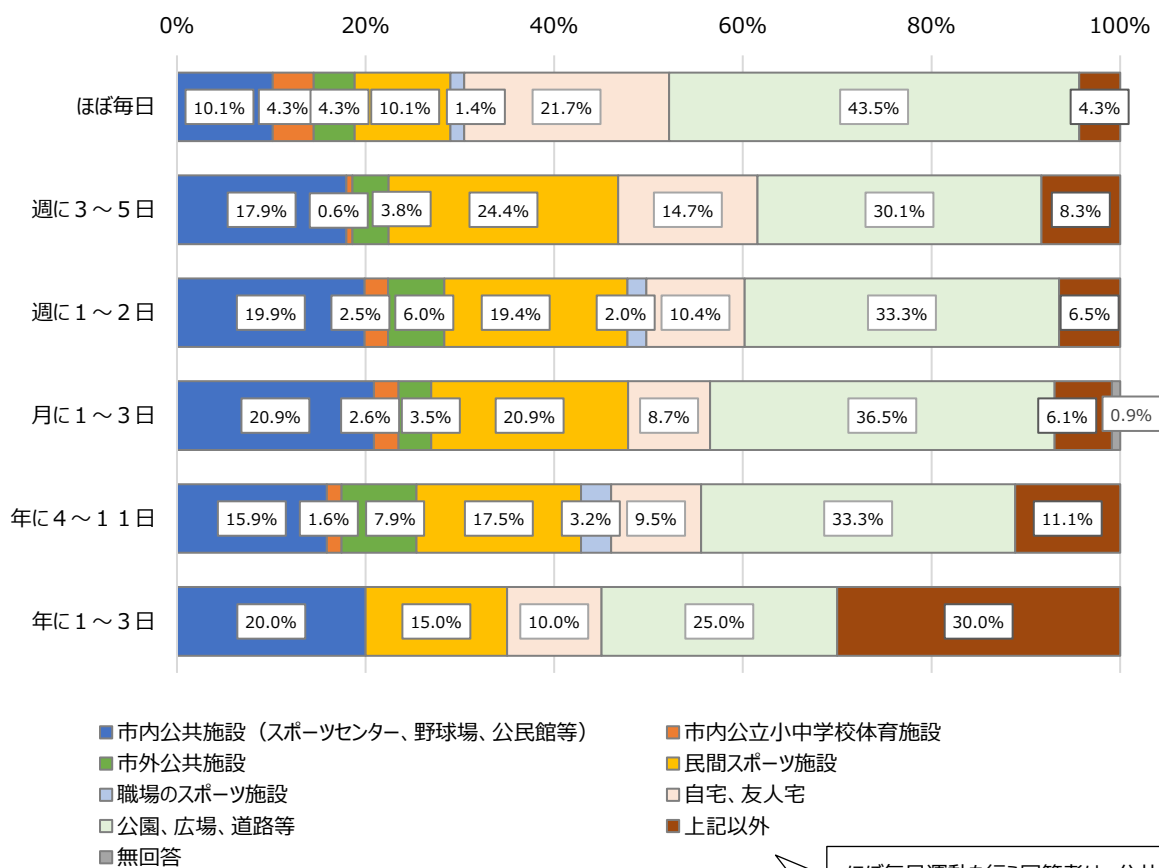 0% 20% 40% 60% 80% 100%
ほぼ毎日 10.1% 4.3% 4.3% 10.1% 1.4% 21.7% 43.5% 4.3%
週に３～５日 17.9% 0.6% 3.8% 24.4% 14.7% 30.1% 8.3%
週に１～２日 19.9% 2.5% 6.0% 19.4% 2.0% 10.4% 33.3% 6.5%
月に１～３日 20.9% 2.6% 3.5% 20.9% 8.7% 36.5% 6.1% 0.9%
年に４～１１日 15.9% 1.6% 7.9% 17.5% 3.2% 9.5% 33.3% 11.1%
年に１～３日 20.0% 15.0% 10.0% 25.0% 30.0%
市内公共施設（スポーツセンター、野球場、公民館等） 市内公立小中学校体育施設
市外公共施設 民間スポーツ施設
職場のスポーツ施設 自宅、友人宅
公園、広場、道路等 上記以外
無回答